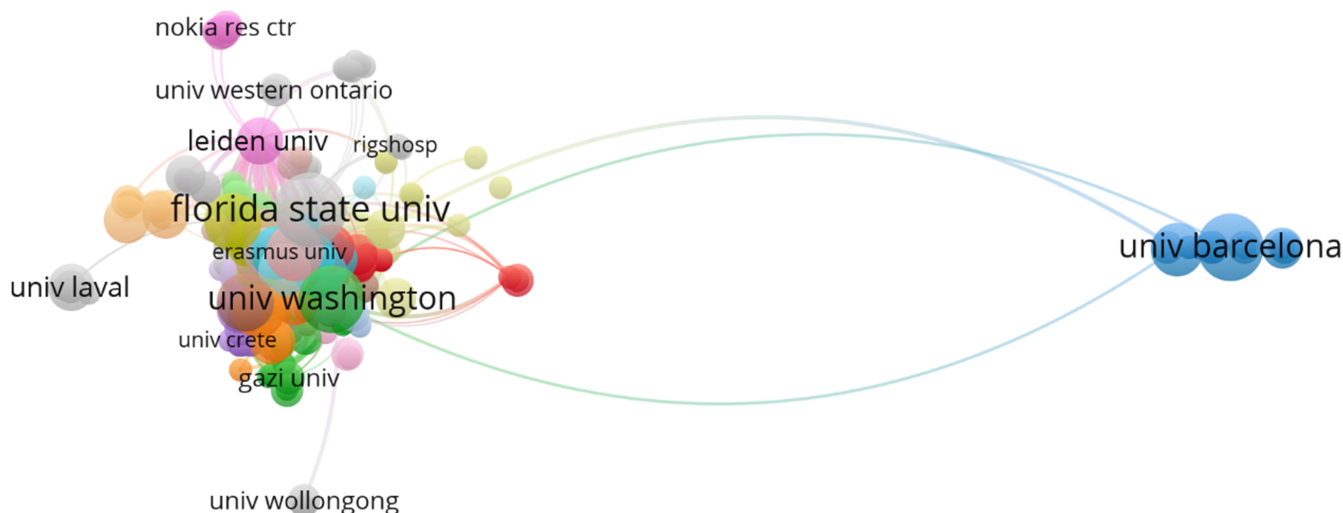 nokia res ctr
univ western ontario
leiden univ
rigshosp
florida state univ
univ barcelona
erasmus univ
univ laval
univ washington
univ crete
gazi univ
univ wollongong